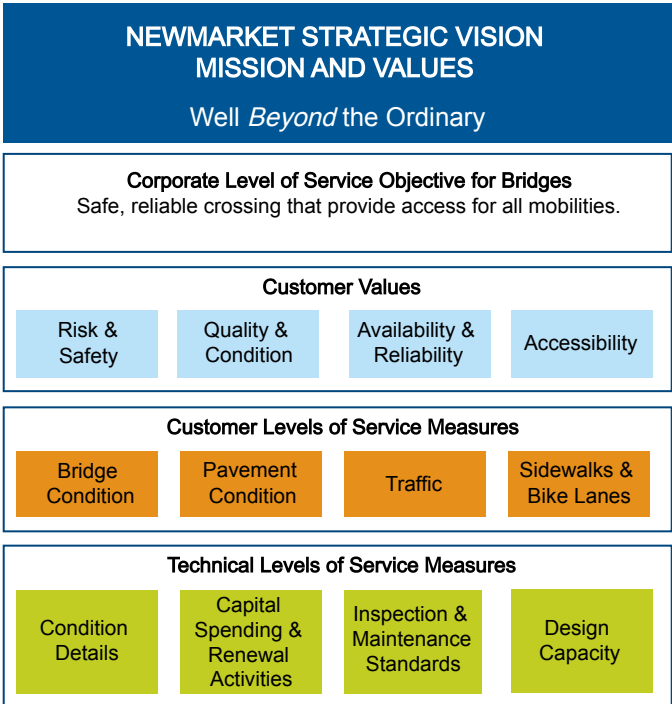 NEWMARKET STRATEGIC VISION
MISSION AND VALUES
Well Beyond the Ordinary
Corporate Level of Service Objective for Bridges
Safe, reliable crossing that provide access for all mobilities.
Customer Values
Risk &
Safety
Quality &
Condition
Availability &
Reliability
Accessibility
Customer Levels of Service Measures
Bridge
Condition
Pavement
Condition
Traffic
Sidewalks &
Bike Lanes
Technical Levels of Service Measures
Condition
Details
Capital
Spending &
Renewal
Activities
Inspection &
Maintenance
Standards
Design
Capacity